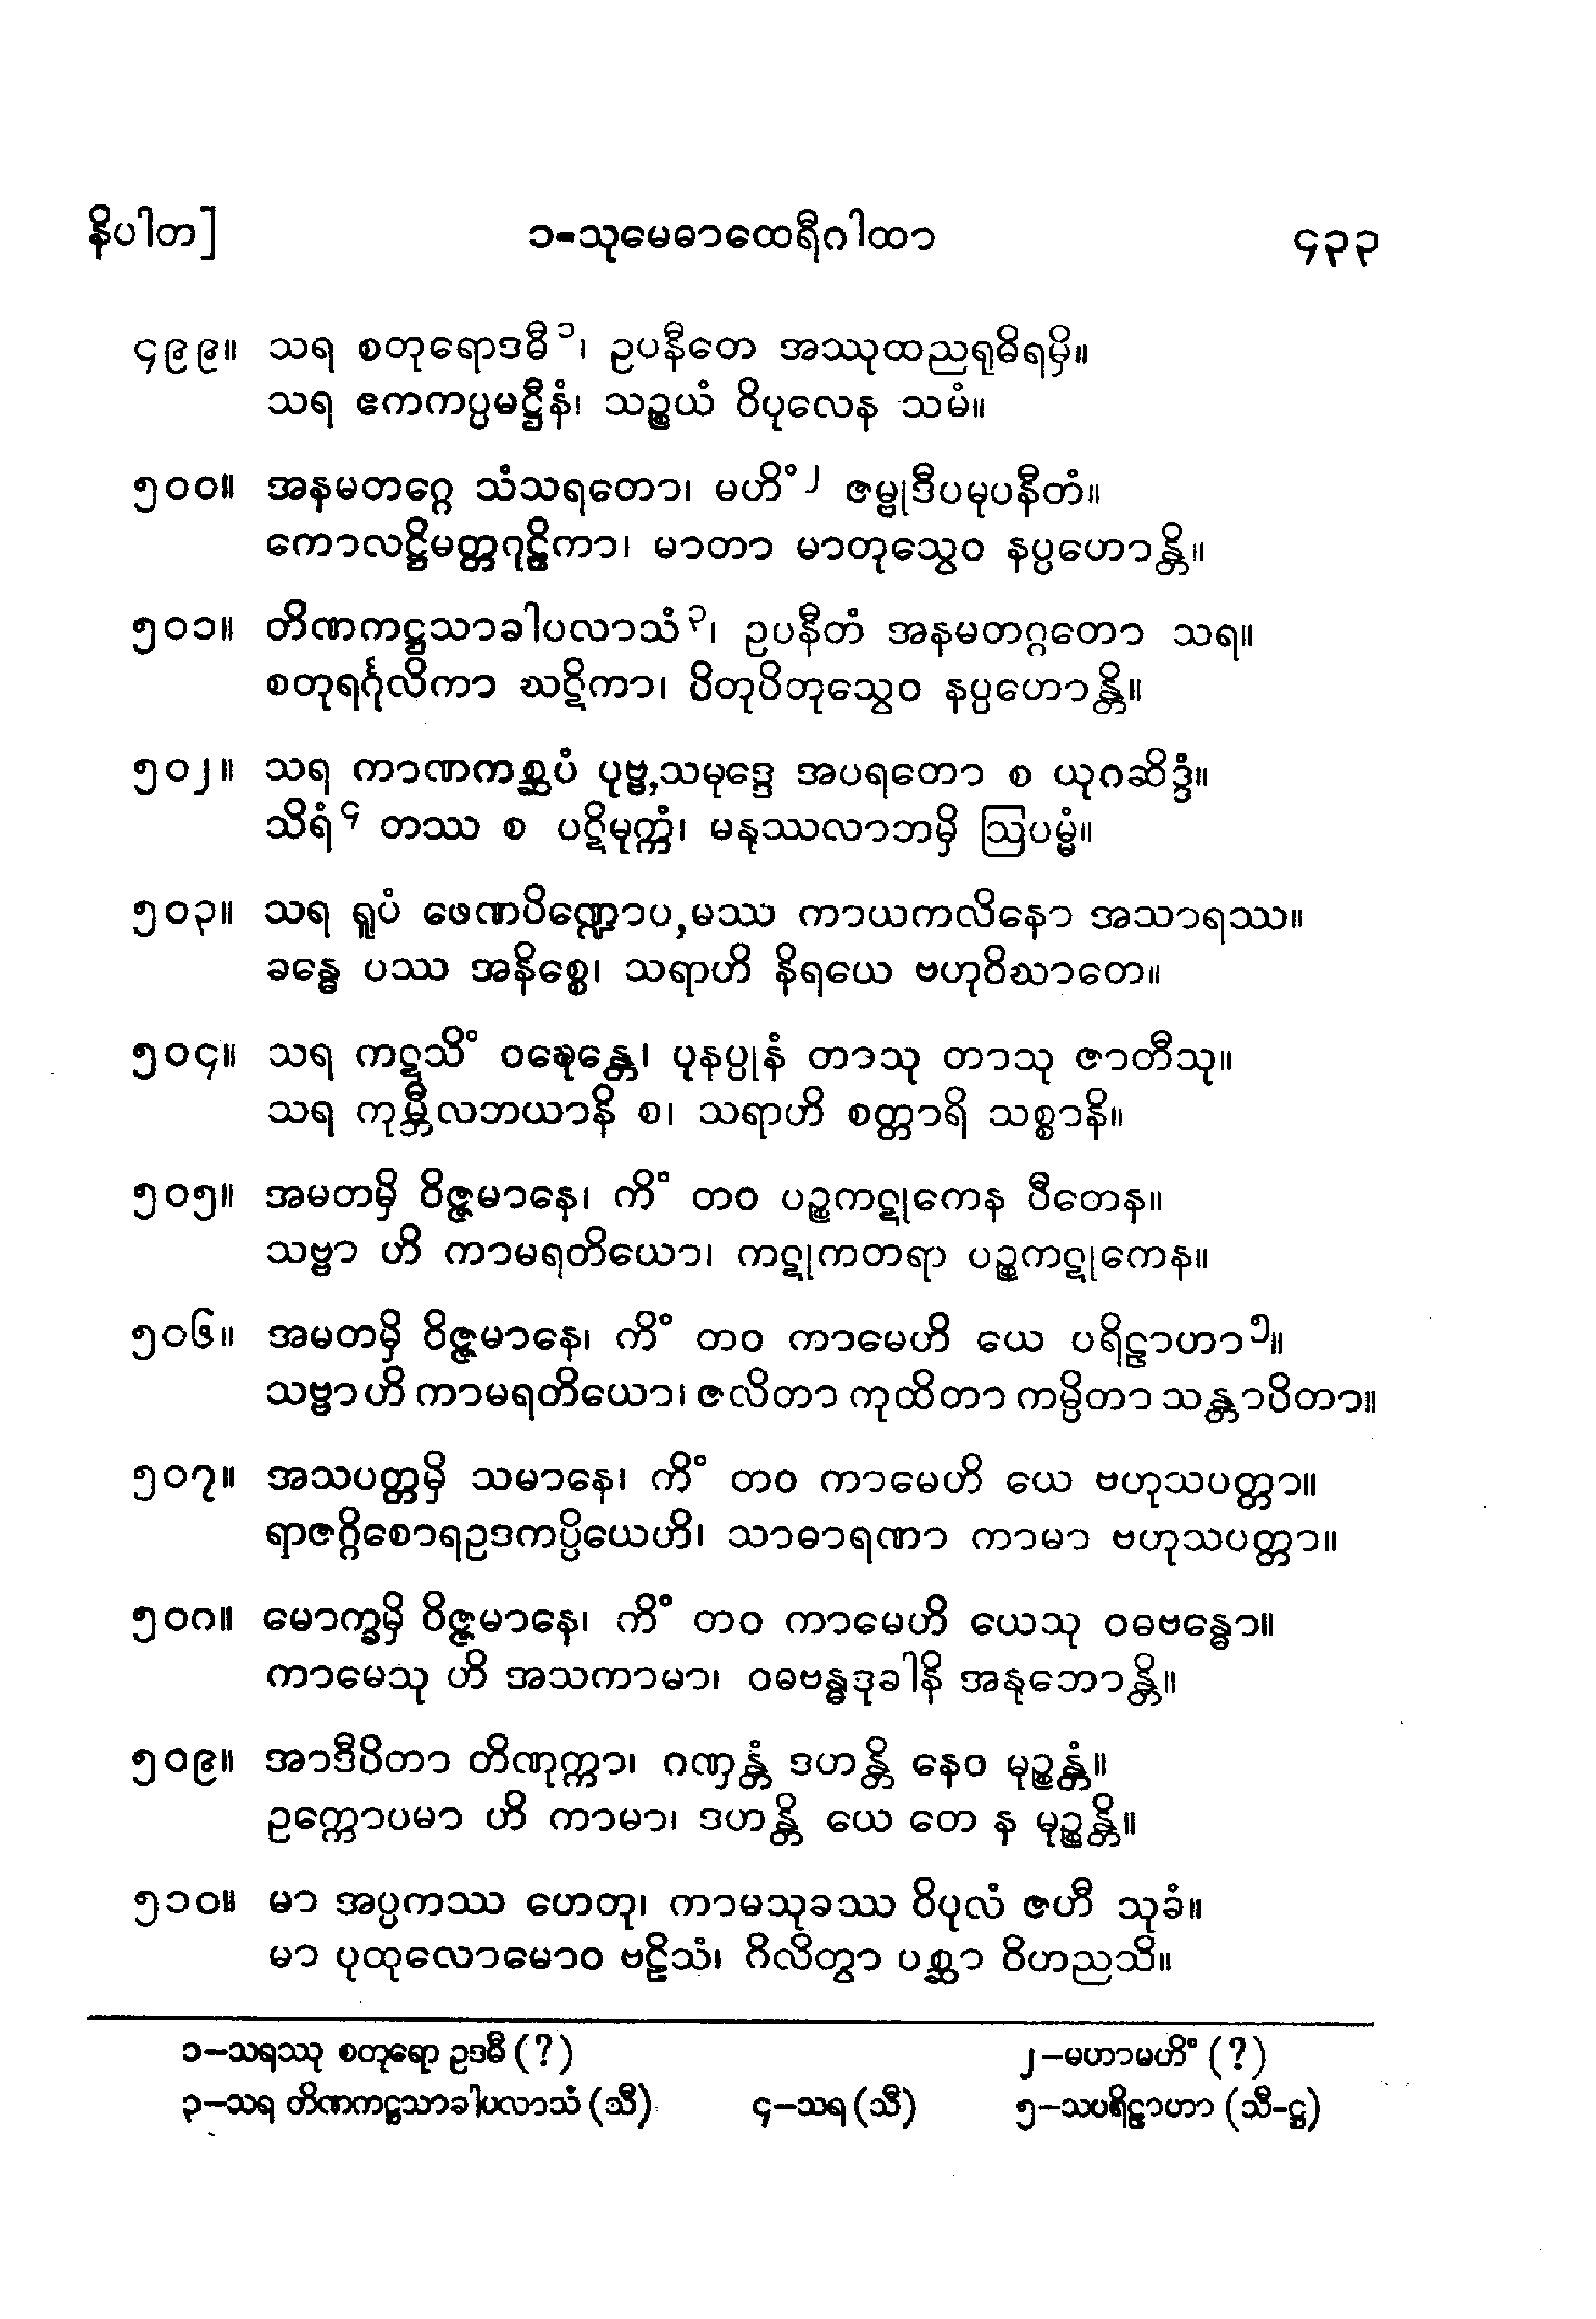 နိပါတ]
၁-သုမေဓာထေရီဂါထာ
၄၃၃
၄၉၉။ သရ စတုရောဒဓီ၁၊ ဥပနီတေ အဿုထညရုဓိရမှိ။
သရ ဧကကပ္ပမဋ္ဌီနံ၊ သဉ္စယံ ဝိပုလေန သမံ။
၅၀၀။ အနမတဂ္ဂေ သံသရတော၊ မဟိံ၂ ဇမ္ဗုဒီပမုပနီတံ။
ကောလဋ္ဌိမတ္တဂုဠိကာ၊ မာတာ မာတုသွေဝ နပ္ပဟောန္တိ။
၅၀၁။ တိဏကဋ္ဌသာခါပလာသံ၃၊ ဥပနီတံ အနမတဂ္ဂတော သရ။
စတုရင်္ဂုလိကာ ဃဋိကာ၊ ပိတုပိတုသွေဝ နပ္ပဟောန္တိ။
၅၀၂။ သရ ကာဏကစ္ဆပံ ပုဗ္ဗ,သမုဒ္ဒေ အပရတော စ ယုဂဆိဒ္ဒံ။
သိရံ၄ တဿ စ ပဋိမုက္ကံ၊ မနုဿလာဘမှိ ဩပမ္မံ။
၅၀၃။ သရ ရူပံ ဖေဏပိဏ္ဍောပ,မဿ ကာယကလိနော အသာရဿ။
ခန္ဓေ ပဿ အနိစ္စေ၊ သရာဟိ နိရယေ ဗဟုဝိဃာတေ။
၅၀၄။ သရ ကဋသိံ ဝဍ္ဎေန္တေ၊ ပုနပ္ပုနံ တာသု တာသု ဇာတီသု။
သရ ကုမ္ဘီလဘယာနိ စ၊ သရာဟိ စတ္တာရိ သစ္စာနိ။
၅၀၅။ အမတမှိ ဝိဇ္ဇမာနေ၊ ကိံ တဝ ပဉ္စကဋုကေန ပီတေန။
သဗ္ဗာ ဟိ ကာမရတိယော၊ ကဋုကတရာ ပဉ္စကဋုကေန။
၅၀၆။ အမတမှိ ဝိဇ္ဇမာနေ၊ ကိံ တဝ ကာမေဟိ ယေ ပရိဠာဟာ၅။
သဗ္ဗာ ဟိ ကာမရတိယော၊ ဇလိတာ ကုထိတာ ကမ္ပိတာ သန္တာပိတာ။
၅၀၇။ အသပတ္တမှိ သမာနေ၊ ကိံ တဝ ကာမေဟိ ယေ ဗဟုသပတ္တာ။
ရာဇဂ္ဂိစောရဥဒကပ္ပိယေဟိ၊ သာဓာရဏာ ကာမာ ဗဟုသပတ္တာ။
၅၀၈။ မောက္ခမှိ ဝိဇ္ဇမာနေ၊ ကိံ တဝ ကာမေဟိ ယေသု ဝဓဗန္ဓော။
ကာမေသု ဟိ အသကာမာ၊ ဝဓဗန္ဓဒုခါနိ အနုဘောန္တိ။
၅၀၉။ အာဒီပိတာ တိဏုက္ကာ၊ ဂဏှန္တံ ဒဟန္တိ နေဝ မုဉ္စန္တံ။
ဥက္ကောပမာ ဟိ ကာမာ၊ ဒဟန္တိ ယေ တေ န မုဉ္စန္တိ။
၅၁၀။ မာ အပ္ပကဿ ဟေတု၊ ကာမသုခဿ ဝိပုလံ ဇဟီ သုခံ။
မာ ပုထုလောမောဝ ဗဠိသံ၊ ဂိလိတွာ ပစ္ဆာ ဝိဟညသိ။
၁–သရဿု စတုရော ဥဒဓီ (?)
၂–မဟာမဟိံ (?)
၃–သရ တိဏကဋ္ဌသာခါပလာသံ (သီ)
၄–သရ (သီ)
၅–သပရိဠာဟာ (သီ-ဋ္ဌ)